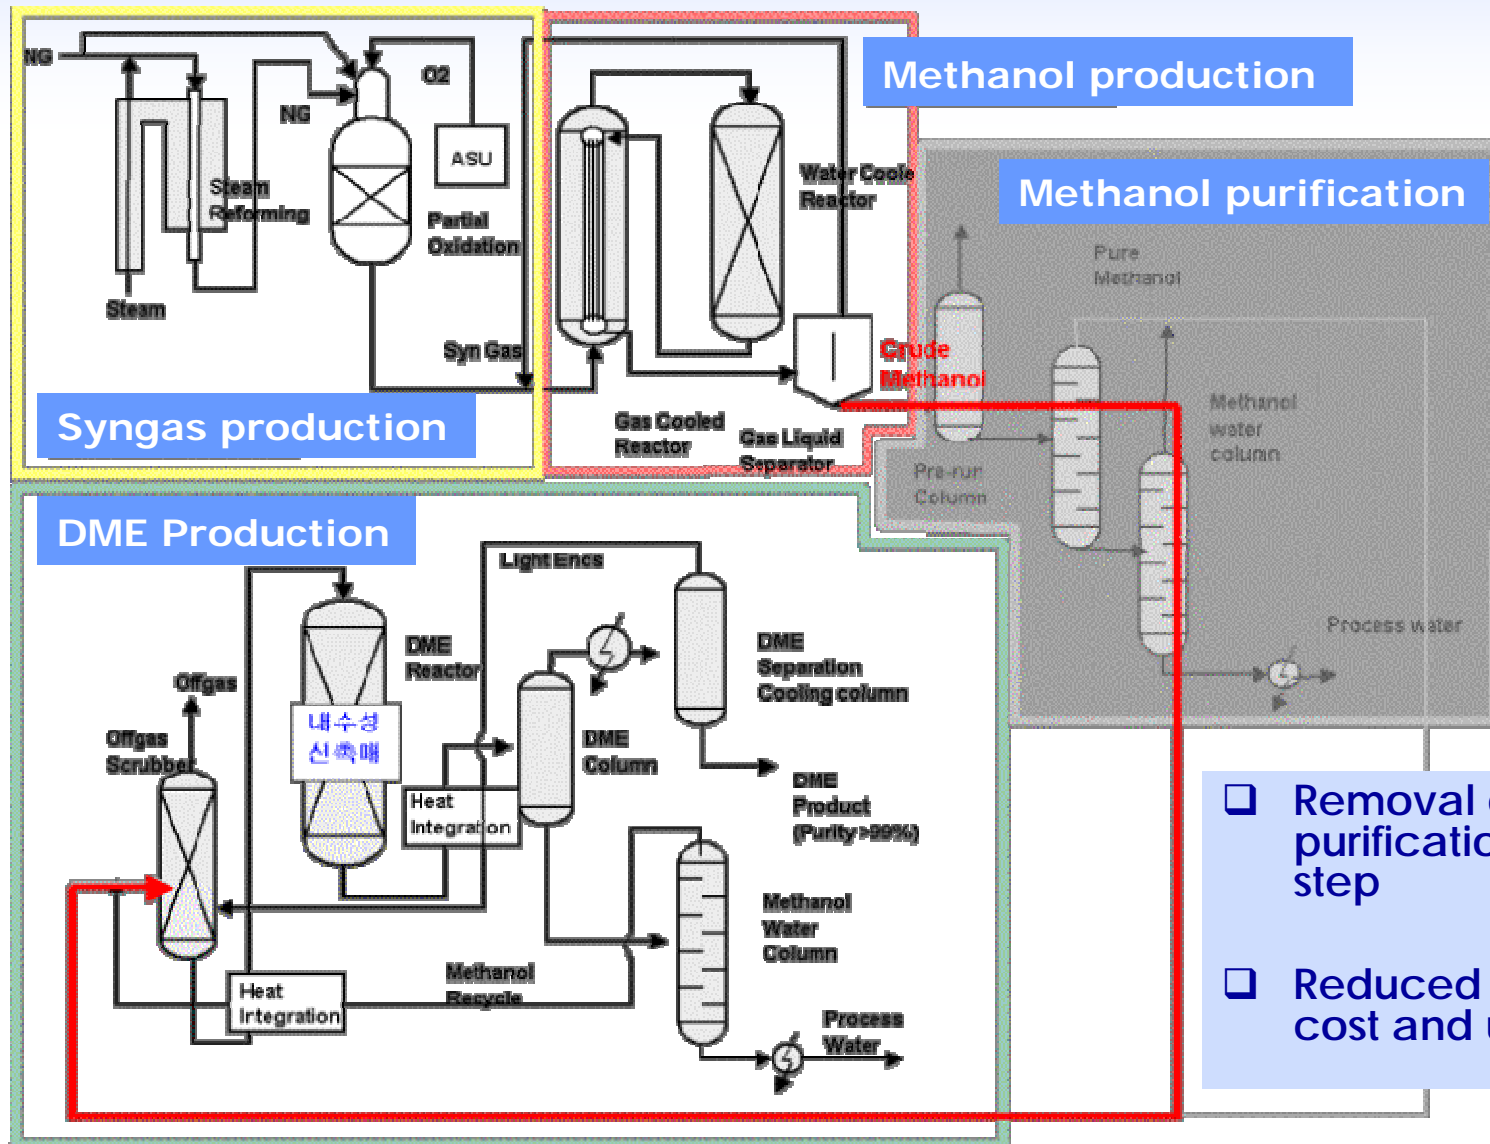 NG
O2
NG
ASU
Steam
Reforming
Partial
Oxidation
Steam
Syn Gas
Syngas production
Methanol production
Water Coole
Reactor
Crude
Methanol
Gas Cooled
Reactor
Gas Liquid
Separator
Methanol purification
Pure
Methanol
Methanol
water
column
Pre-run
Column
Process water
DME Production
Light Encs
DME
Reactor
내수성
신촉매
Offgas
Offgas
Scrubber
Heat
Integration
DME
Column
DME
Separation
Cooling column
DME
Product
(Purity >99%)
Methanol
Water
Column
Methanol
Recycle
Heat
Integration
Process
Water
❑ Removal
purificatio
step
❑ Reduced
cost and u